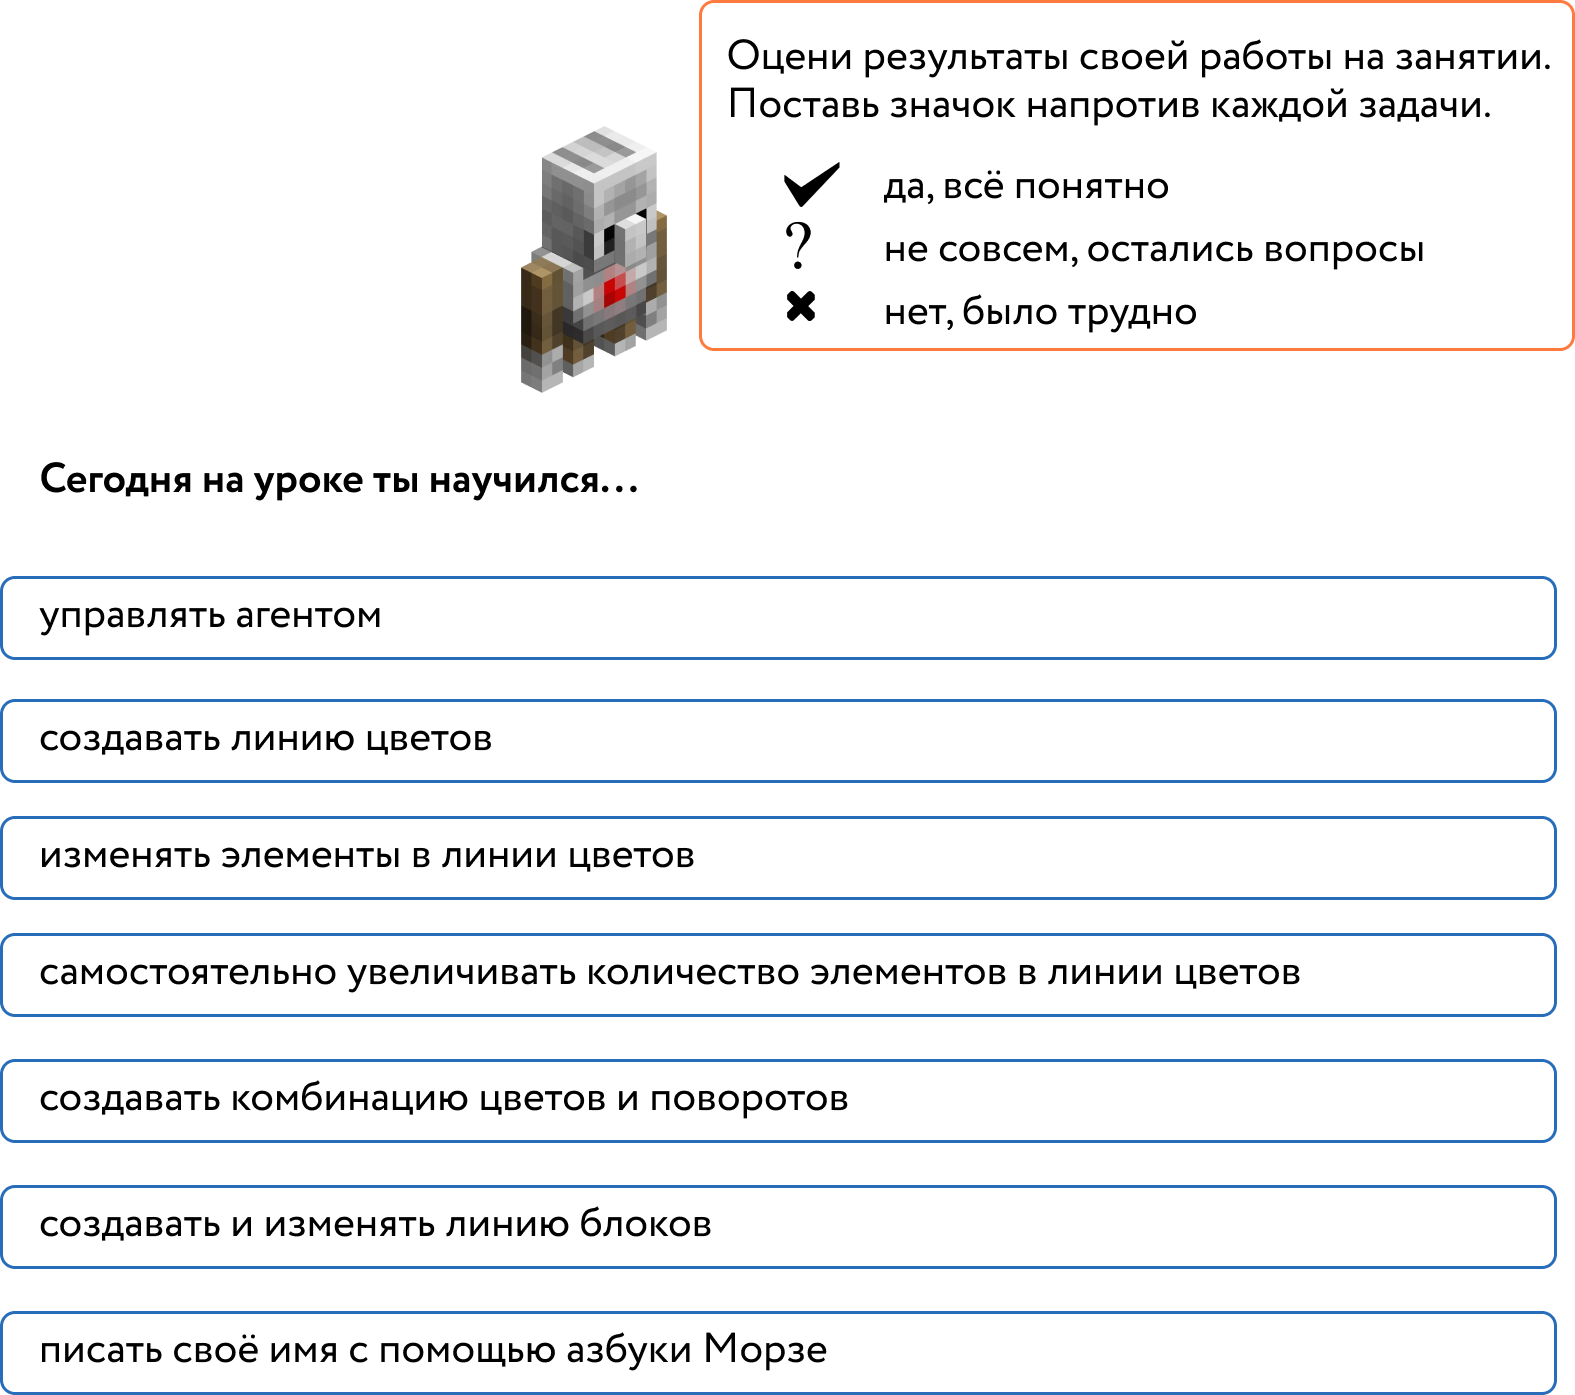 Оцени результаты своей работы на занятии.
Поставь значок напротив каждой задачи.
✔ да, всё понятно
? не совсем, остались вопросы
✖ нет, было трудно
Сегодня на уроке ты научился...
управлять агентом
создавать линию цветов
изменять элементы в линии цветов
самостоятельно увеличивать количество элементов в линии цветов
создавать комбинацию цветов и поворотов
создавать и изменять линию блоков
писать своё имя с помощью азбуки Морзе